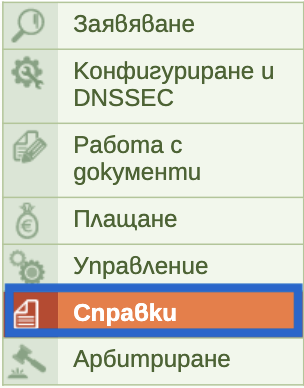 Заявяване
Конфигуриране и
DNSSEC
Работа с
документи
Плащане
Управление
Справки
Арбитриране